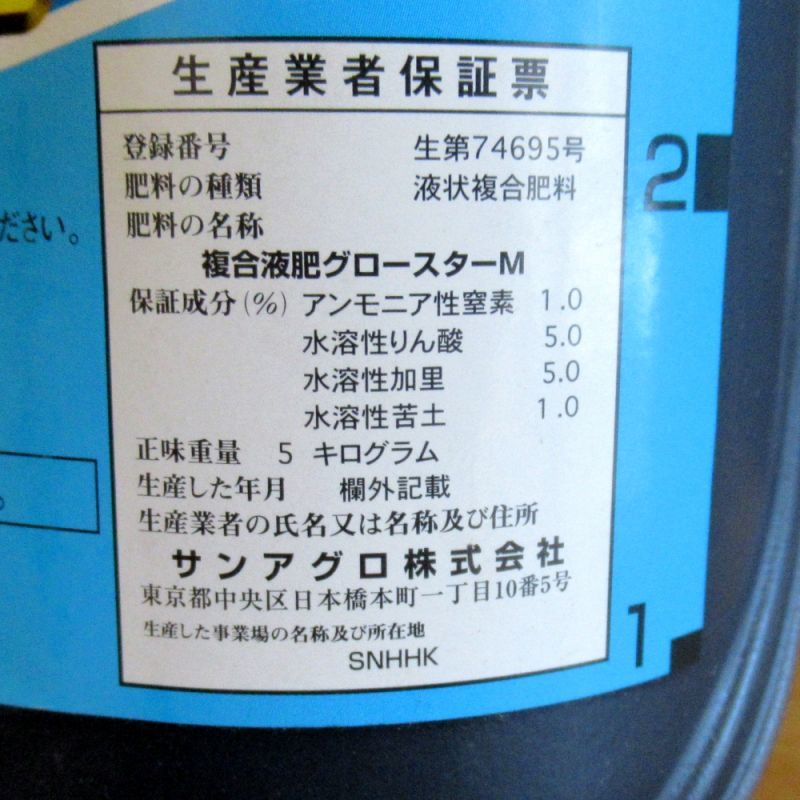 生産業者保証票
登録番号 生第74695号
肥料の種類 液状複合肥料
肥料の名称
複合液肥グロースターM
保証成分(%) アンモニア性窒素 1.0
水溶性りん酸 5.0
水溶性加里 5.0
水溶性苦土 1.0
正味重量 5 キログラム
生産した年月 欄外記載
生産業者の氏名又は名称及び住所
サンアグロ株式会社
東京都中央区日本橋本町一丁目10番5号
生産した事業場の名称及び所在地
SNHHK
ださい。
。
2
1